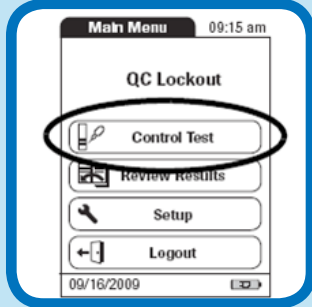 Main Menu 09:15 am
QC Lockout
Control Test
Review Results
Setup
Logout
09/16/2009